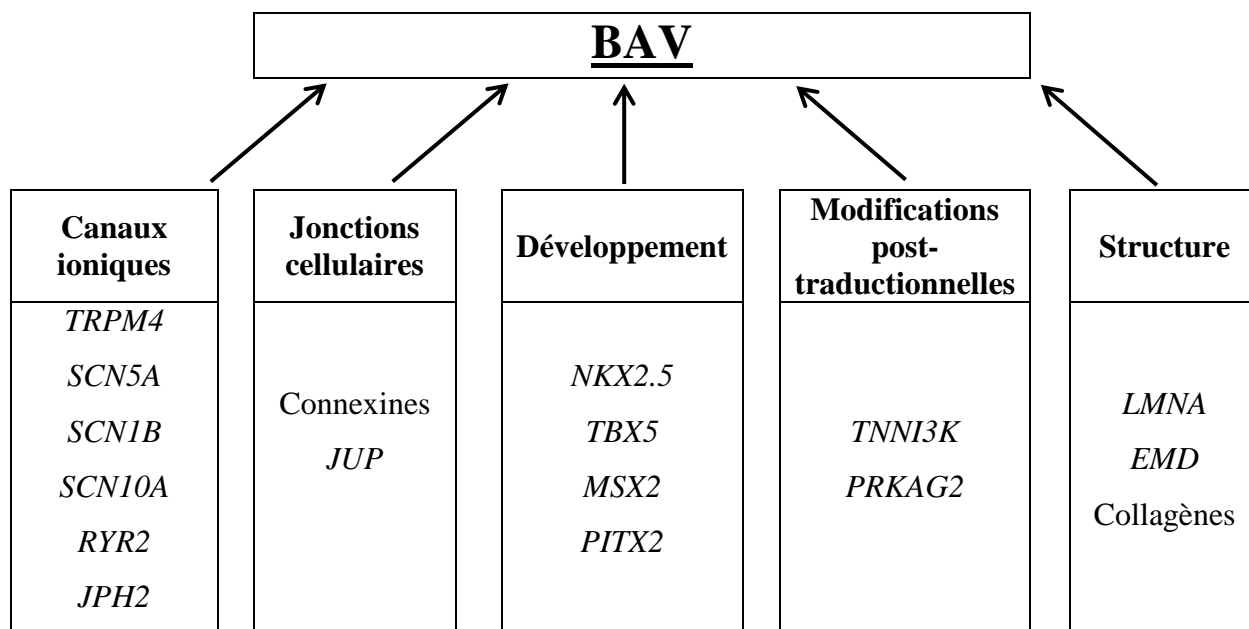 BAV
Canaux
ioniques
TRPM4
SCN5A
SCN1B
SCN10A
RYR2
JPH2
Jonctions
cellulaires
Connexines
JUP
Développement
NKX2.5
TBX5
MSX2
PITX2
Modifications
post-
traductionnelles
TNNI3K
PRKAG2
Structure
LMNA
EMD
Collagènes